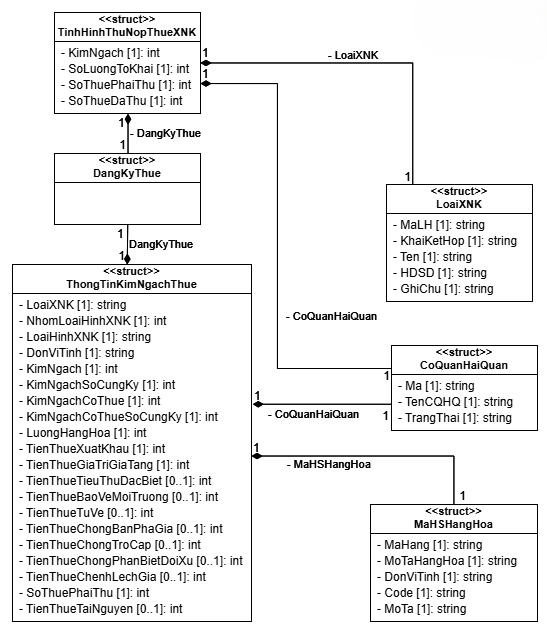 <<struct>>
TinhHinhThuNopThueXNK
- KimNgach [1]: int
- SoLuongToKhai [1]: int
- SoThuePhaiThu [1]: int
- SoThueDaThu [1]: int
1
- LoaiXNK
1
1
1
- DangKyThue
1
<<struct>>
DangKyThue
<<struct>>
LoaiXNK
- MaLH [1]: string
- KhaiKetHop [1]: string
- Ten [1]: string
- HDSD [1]: string
- GhiChu [1]: string
1
DangKyThue
1
<<struct>>
ThongTinKimNgachThue
- LoaiXNK [1]: string
- NhomLoaiHinhXNK [1]: int
- LoaiHinhXNK [1]: string
- DonViTinh [1]: string
- KimNgach [1]: int
- KimNgachSoCungKy [1]: int
- KimNgachCoThue [1]: int
- KimNgachCoThueSoCungKy [1]: int
- LuongHangHoa [1]: int
- TienThueXuatKhau [1]: int
- TienThueGiaTriGiaTang [1]: int
- TienThueTieuThuDacBiet [0..1]: int
- TienThueBaoVeMoiTruong [0..1]: int
- TienThueTuVe [0..1]: int
- TienThueChongBanPhaGia [0..1]: int
- TienThueChongTroCap [0..1]: int
- TienThueChongPhanBietDoiXu [0..1]: int
- TienThueChenhLechGia [0..1]: int
- SoThuePhaiThu [1]: int
- TienThueTaiNguyen [0..1]: int
- CoQuanHaiQuan
1
<<struct>>
CoQuanHaiQuan
- Ma [1]: string
- TenCQHQ [1]: string
- TrangThai [1]: string
1
- CoQuanHaiQuan
1
1
- MaHSHangHoa
1
<<struct>>
MaHSHangHoa
- MaHang [1]: string
- MoTaHangHoa [1]: string
- DonViTinh [1]: string
- Code [1]: string
- MoTa [1]: string